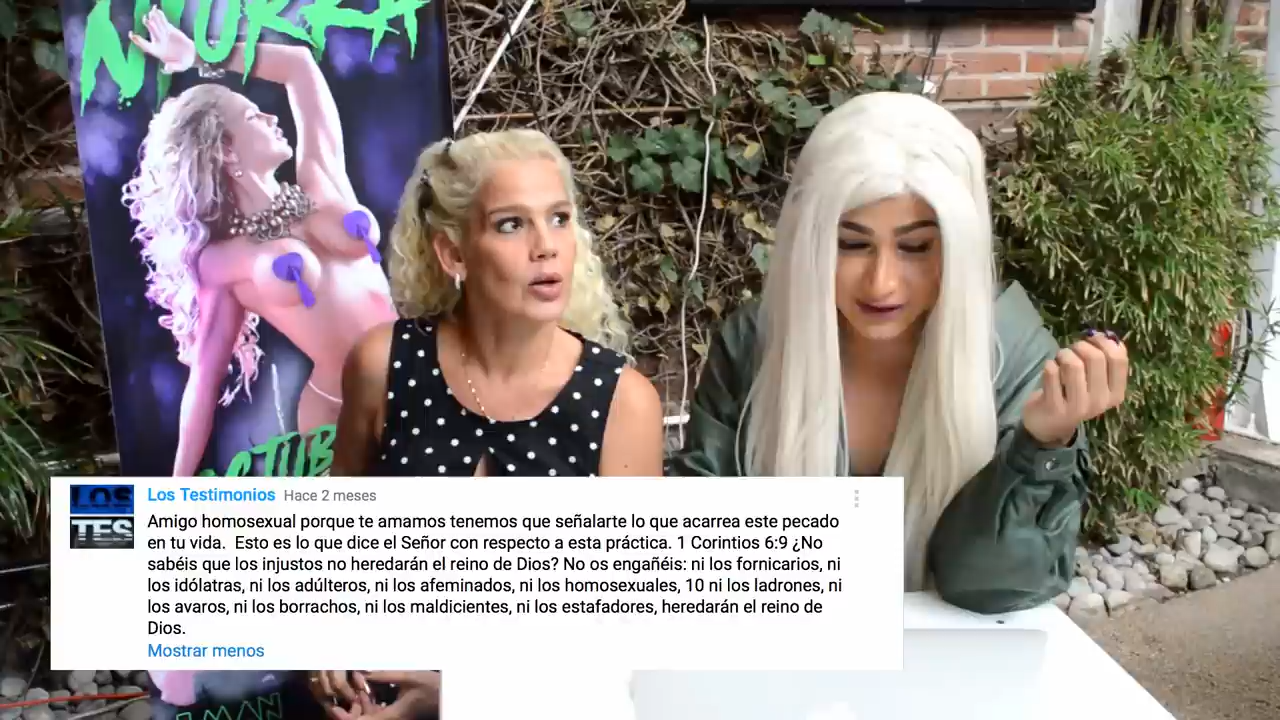 LOS
TES
Los Testimonios Hace 2 meses
Amigo homosexual porque te amamos tenemos que señalarte lo que acarrea este pecado
en tu vida.  Esto es lo que dice el Señor con respecto a esta práctica. 1 Corintios 6:9 ¿No
sabéis que los injustos no heredarán el reino de Dios? No os engañéis: ni los fornicarios, ni
los idólatras, ni los adúlteros, ni los afeminados, ni los homosexuales, 10 ni los ladrones, ni
los avaros, ni los borrachos, ni los maldicientes, ni los estafadores, heredarán el reino de
Dios.
Mostrar menos